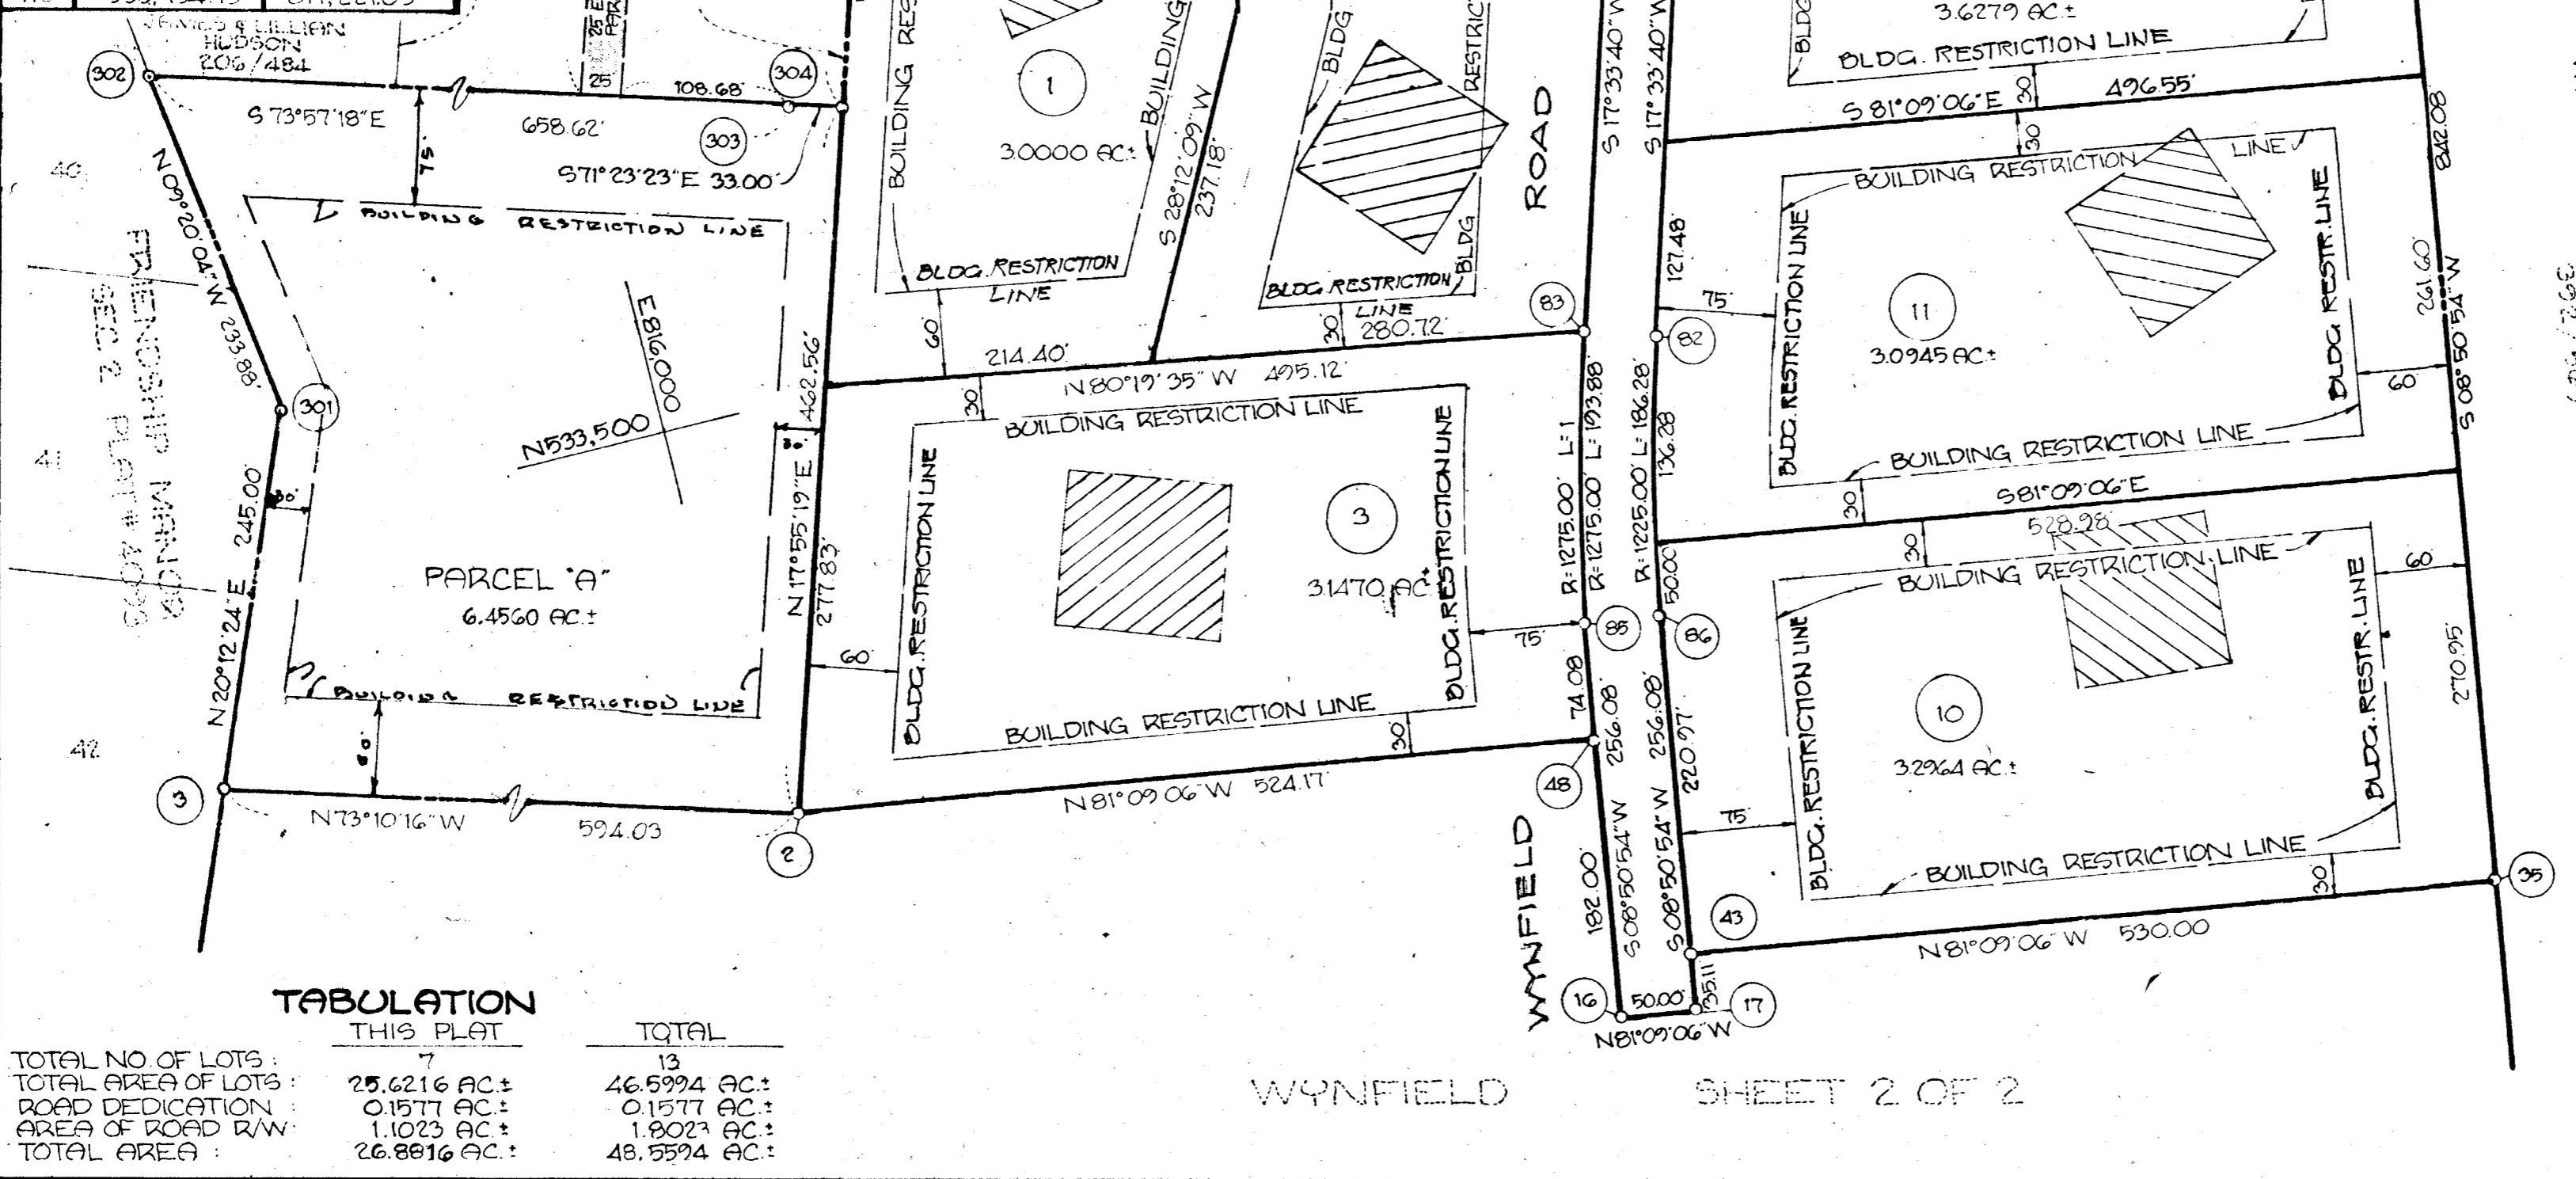 JAMES & LILLIAN
HUDSON
206/484
302
S 73°57'18"E
658.62'
25'
108.68'
304
303
S71°23'23"E 33.00'
75'
N 09°20'04" W 233.88'
40
41
42
FRIENDSHIP MANOR
BUILDING RESTRICTION LINE
E 816,000
N533,500
301
N 20°12'24" E 245.00'
30'
30'
PARCEL "A"
6.4560 AC.±
BUILDING RESTRICTION LINE
60'
3
N73°10'16"W
594.03
2
N 17°55'19"E 462.56'
277.83'
1
3.0000 AC.±
BUILDING
BLDG. RESTRICTION
LINE
60'
214.40'
S 28°12'09" W
237.18'
BLDG
BLDG
BLDG. RESTRICTION
LINE
30'
280.72'
N 80°19'35" W 495.12'
30'
BUILDING RESTRICTION LINE
BLDG. RESTRICTION LINE
3
3.1470 AC.±
BLDG. RESTRICTION LINE
60'
75'
BUILDING RESTRICTION LINE
30'
N 81°09'06" W 524.17'
48
ROAD
S 17°33'40" W
S 17°33'40" W
83
82
R=1275.00' L=1
R=1275.00' L=193.88'
R=1225.00' L=186.28'
127.48'
136.28
50.00'
85
86
74.08
256.08'
256.08'
220.97'
182.00'
S 08°50'54" W
S 08°50'54" W
WYNFIELD
43
16
50.00'
35.11
17
N81°09'06"W
BLDG
3.6279 AC.±
BLDG. RESTRICTION LINE
30'
S 81°09'06"E
496.55'
30'
BUILDING RESTRICTION LINE
BLDG. RESTRICTION LINE
75'
11
3.0945 AC.±
BLDG. RESTR. LINE
60'
842.08
261.60'
S 08°50'54" W
BUILDING RESTRICTION LINE
30'
S81°09'06"E
528.98'
30'
BUILDING RESTRICTION LINE
BLDG. RESTRICTION LINE
10
3.2964 AC.±
BLDG. RESTR. LINE
60'
270.95'
75'
BUILDING RESTRICTION LINE
30'
35
N81°09'06" W 530.00
TABULATION
THIS PLAT TOTAL
TOTAL NO. OF LOTS : 7 13
TOTAL AREA OF LOTS : 25.6216 AC.± 46.5994 AC.±
ROAD DEDICATION : 0.1577 AC.± 0.1577 AC.±
AREA OF ROAD R/W: 1.1023 AC.± 1.8023 AC.±
TOTAL AREA : 26.8816 AC.± 48.5594 AC.±
WYNFIELD SHEET 2 OF 2